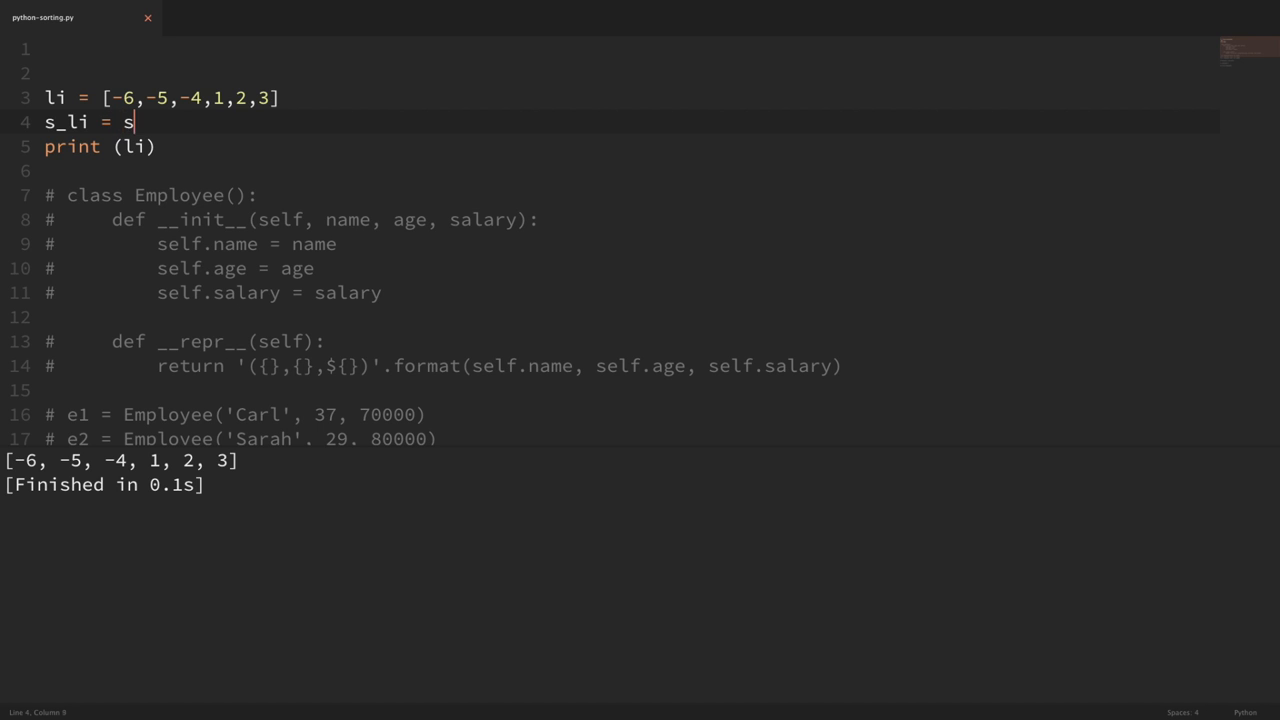 python-sorting.py ×
1
2
3 li = [-6,-5,-4,1,2,3]
4 s_li = s
5 print (li)
6
7 # class Employee():
8 #     def __init__(self, name, age, salary):
9 #         self.name = name
10 #         self.age = age
11 #         self.salary = salary
12
13 #     def __repr__(self):
14 #         return '({},{},${})'.format(self.name, self.age, self.salary)
15
16 # e1 = Employee('Carl', 37, 70000)
17 # e2 = Employee('Sarah', 29, 80000)
[-6, -5, -4, 1, 2, 3]
[Finished in 0.1s]
Line 4, Column 8 Spaces: 4 Python